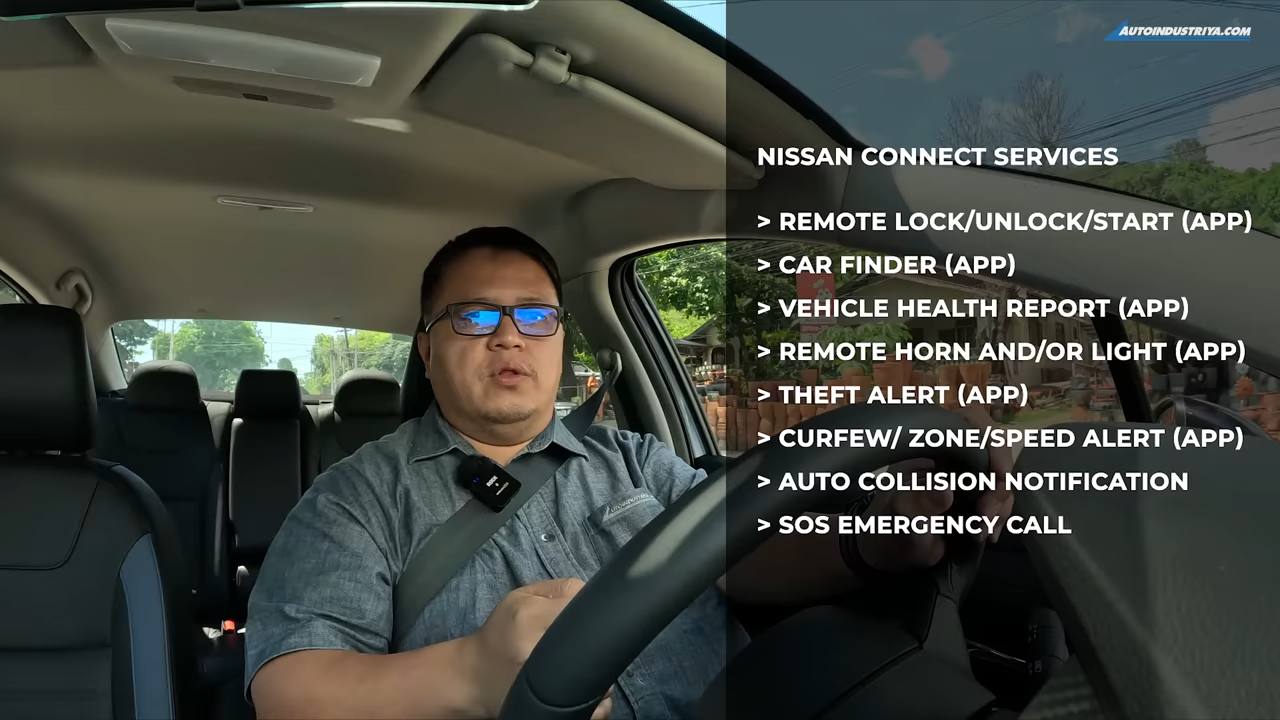 AUTOINDUSTRIYA.COM
NISSAN CONNECT SERVICES
> REMOTE LOCK/UNLOCK/START (APP)
> CAR FINDER (APP)
> VEHICLE HEALTH REPORT (APP)
> REMOTE HORN AND/OR LIGHT (APP)
> THEFT ALERT (APP)
> CURFEW/ ZONE/SPEED ALERT (APP)
> AUTO COLLISION NOTIFICATION
> SOS EMERGENCY CALL